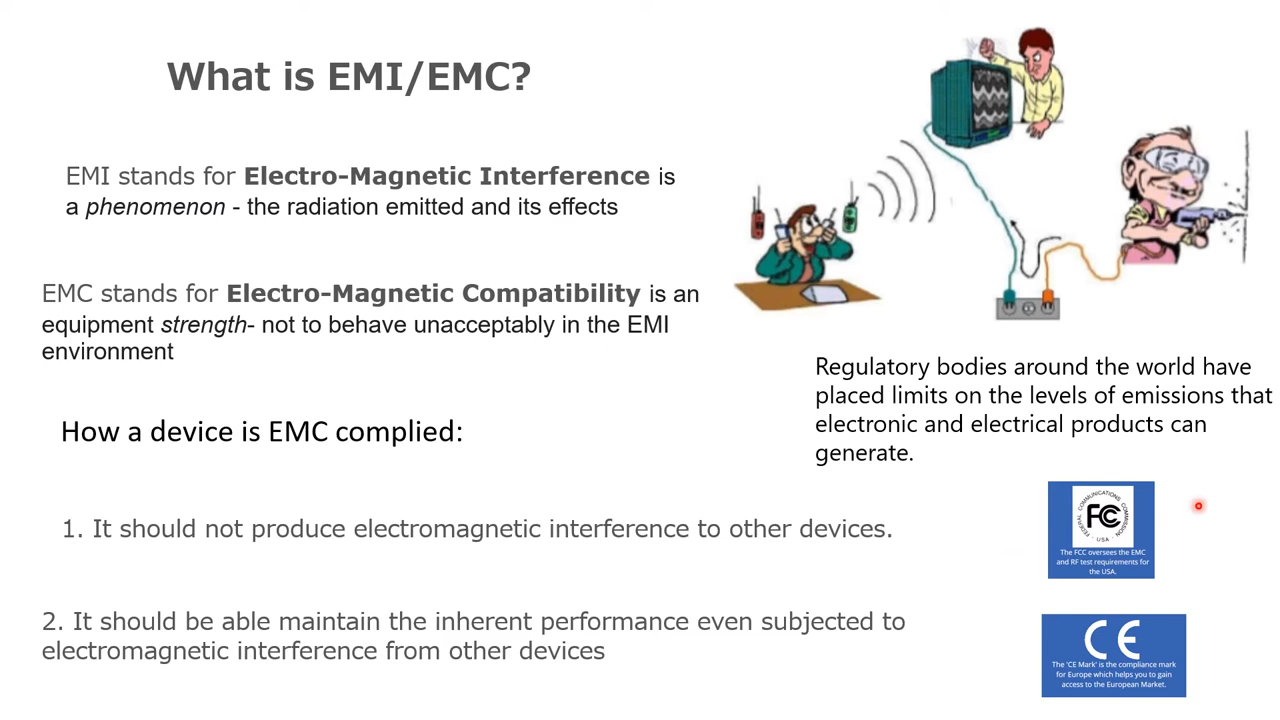 What is EMI/EMC?
EMI stands for Electro-Magnetic Interference is
a phenomenon - the radiation emitted and its effects
EMC stands for Electro-Magnetic Compatibility is an
equipment strength- not to behave unacceptably in the EMI
environment
How a device is EMC complied:
1. It should not produce electromagnetic interference to other devices.
2. It should be able maintain the inherent performance even subjected to
electromagnetic interference from other devices
Regulatory bodies around the world have
placed limits on the levels of emissions that
electronic and electrical products can
generate.
FEDERAL COMMUNICATIONS COMMISSION
FCC
· USA ·
The FCC oversees the EMC
and RF test requirements for
the USA.
CE
The 'CE Mark' is the compliance mark
for Europe which helps you to gain
access to the European Market.